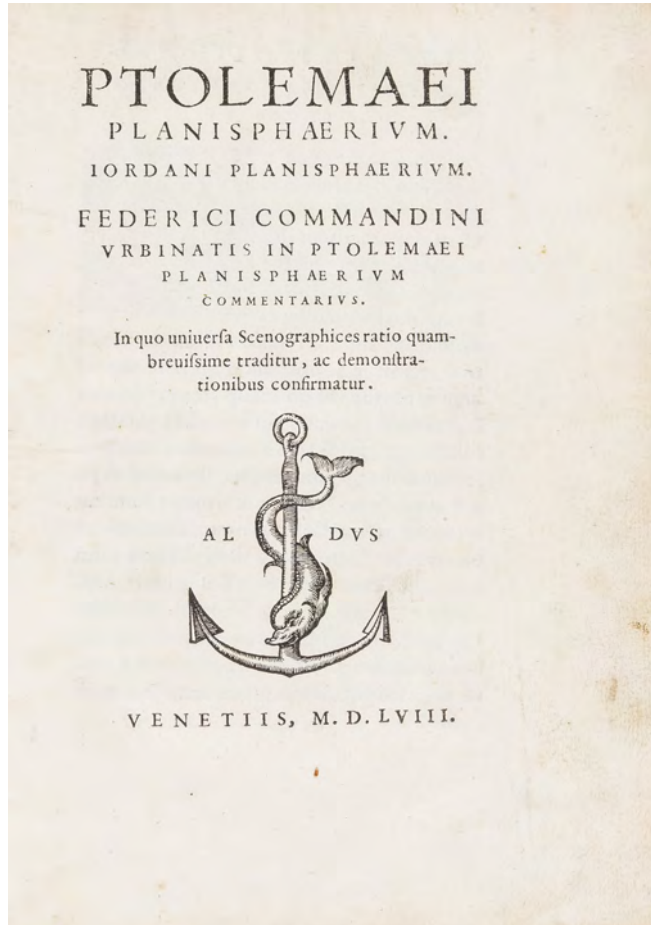 PTOLEMAEI
PLANISPHAERIVM.
IORDANI PLANISPHAERIVM.
FEDERICI COMMANDINI
VRBINATIS IN PTOLEMAEI
PLANISPHAERIVM
COMMENTARIVS.
In quo uniuerſa Scenographices ratio quam-
breuiſsime traditur, ac demonſtra-
tionibus confirmatur.
AL DVS
VENETIIS, M. D. LVIII.